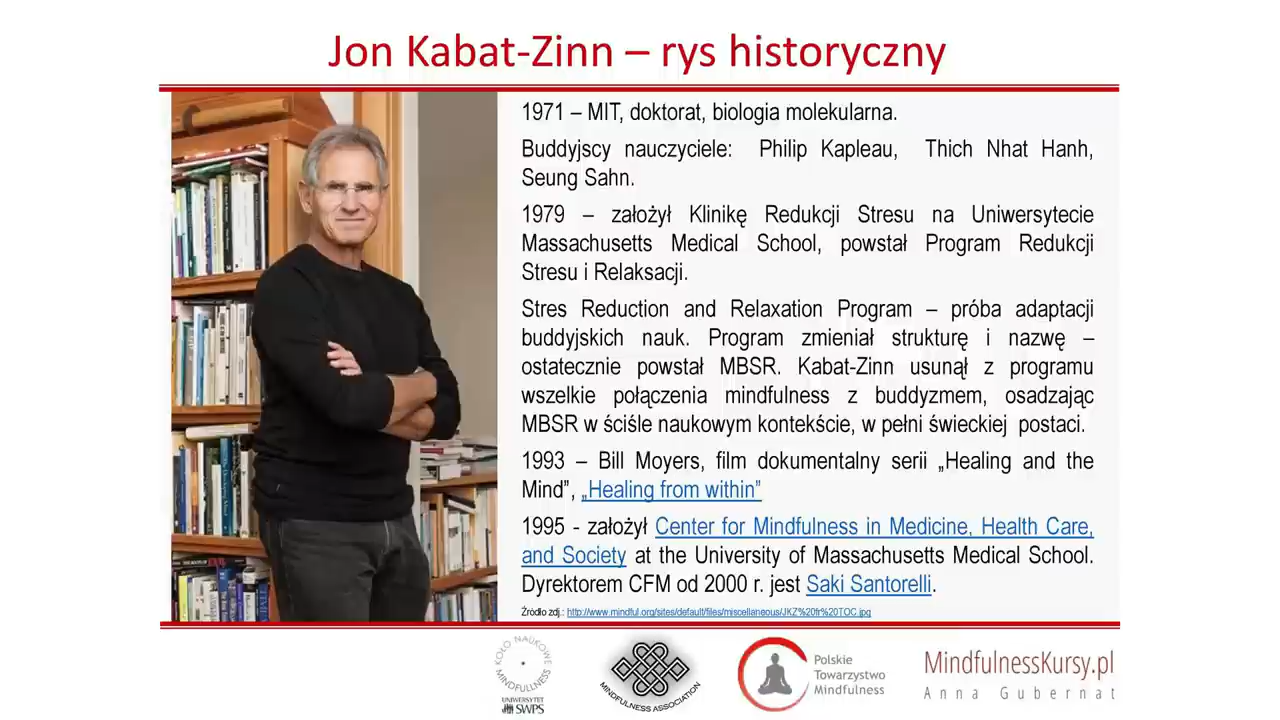 Jon Kabat-Zinn – rys historyczny
1971 – MIT, doktorat, biologia molekularna.
Buddyjscy nauczyciele: Philip Kapleau, Thich Nhat Hanh,
Seung Sahn.
1979 – założył Klinikę Redukcji Stresu na Uniwersytecie
Massachusetts Medical School, powstał Program Redukcji
Stresu i Relaksacji.
Stres Reduction and Relaxation Program – próba adaptacji
buddyjskich nauk. Program zmieniał strukturę i nazwę –
ostatecznie powstał MBSR. Kabat-Zinn usunął z programu
wszelkie połączenia mindfulness z buddyzmem, osadzając
MBSR w ściśle naukowym kontekście, w pełni świeckiej postaci.
1993 – Bill Moyers, film dokumentalny serii „Healing and the
Mind”, „Healing from within”
1995 - założył Center for Mindfulness in Medicine, Health Care,
and Society at the University of Massachusetts Medical School.
Dyrektorem CFM od 2000 r. jest Saki Santorelli.
Źródło zdj.: http://www.mindful.org/sites/default/files/miscellaneous/JKZ%20fr%20TOC.jpg
KOŁO NAUKOWE
MINDFULLNESS
UNIWERSYTET
SWPS
MINDFULNESS ASSOCIATION
Polskie
Towarzystwo
Mindfulness
MindfulnessKursy.pl
Anna Gubernat